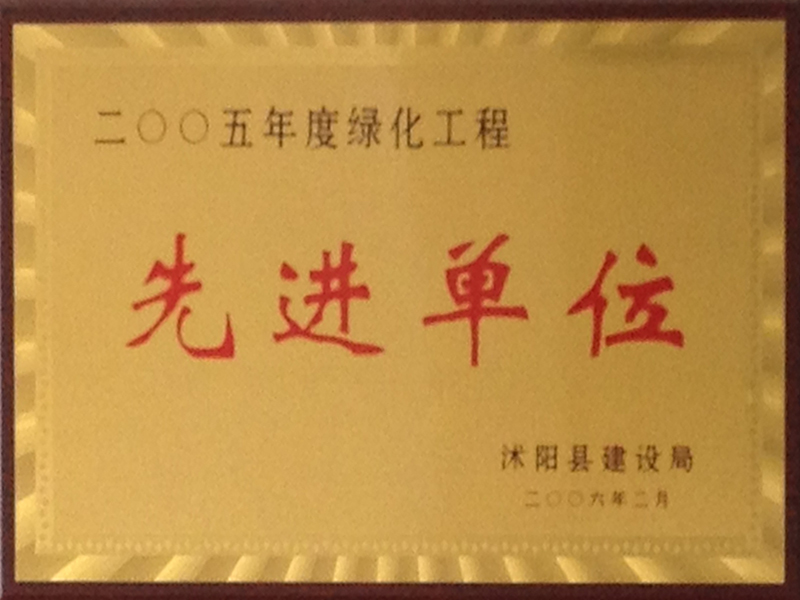 二〇〇五年度绿化工程
先进单位
沭阳县建设局
二〇〇六年二月